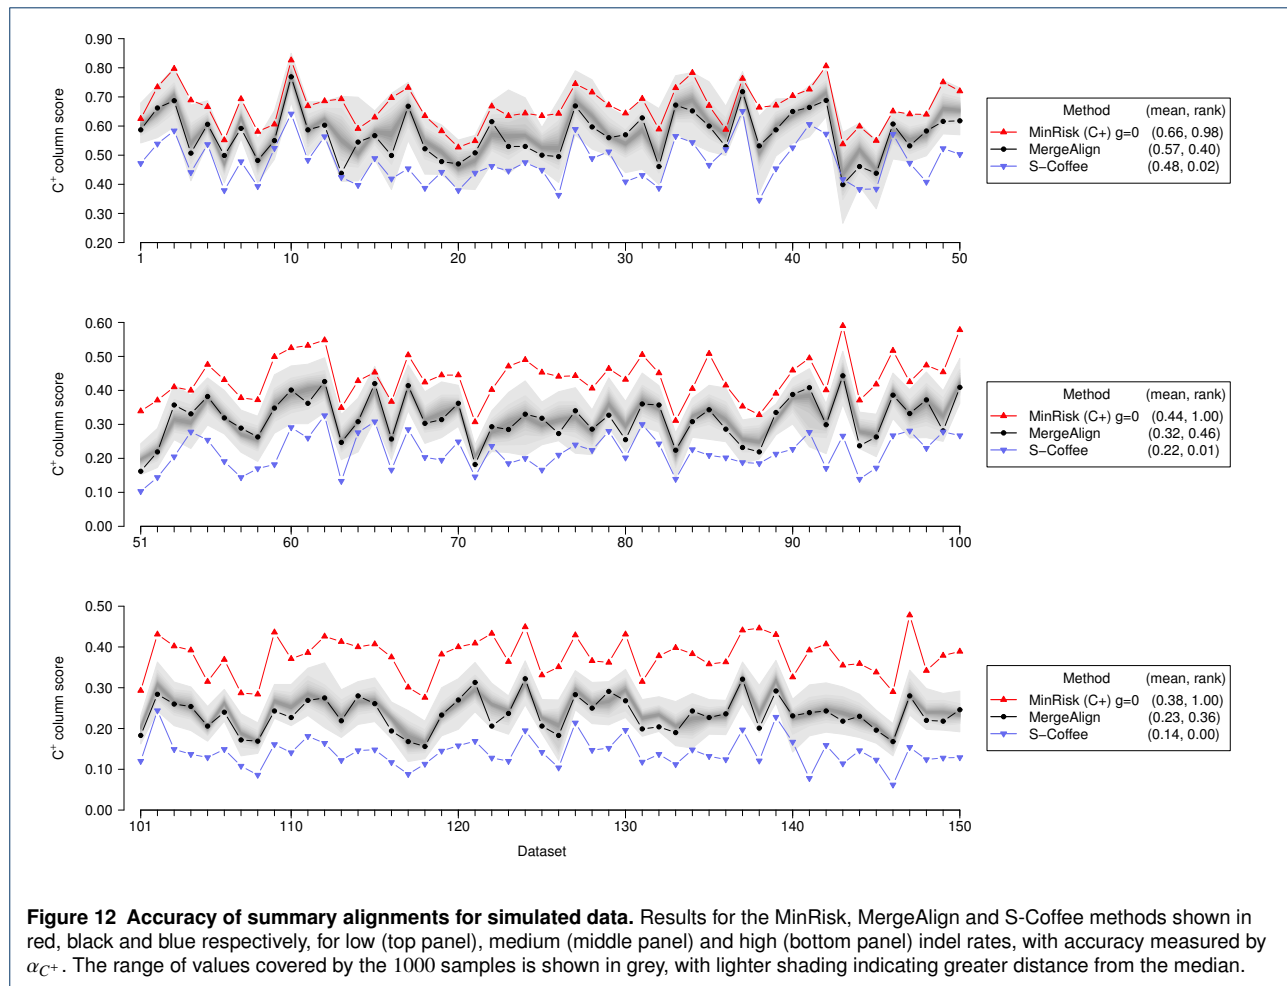 0.90
0.80
0.70
0.60
0.50
0.40
0.30
0.20
C+ column score
1 10 20 30 40 50
Method (mean, rank)
MinRisk (C+) g=0 (0.66, 0.98)
MergeAlign (0.57, 0.40)
S−Coffee (0.48, 0.02)
0.60
0.50
0.40
0.30
0.20
0.10
0.00
C+ column score
51 60 70 80 90 100
Method (mean, rank)
MinRisk (C+) g=0 (0.44, 1.00)
MergeAlign (0.32, 0.46)
S−Coffee (0.22, 0.01)
0.50
0.40
0.30
0.20
0.10
0.00
C+ column score
101 110 120 130 140 150
Dataset
Method (mean, rank)
MinRisk (C+) g=0 (0.38, 1.00)
MergeAlign (0.23, 0.36)
S−Coffee (0.14, 0.00)
Figure 12 Accuracy of summary alignments for simulated data. Results for the MinRisk, MergeAlign and S-Coffee methods shown in
red, black and blue respectively, for low (top panel), medium (middle panel) and high (bottom panel) indel rates, with accuracy measured by
αC+. The range of values covered by the 1000 samples is shown in grey, with lighter shading indicating greater distance from the median.